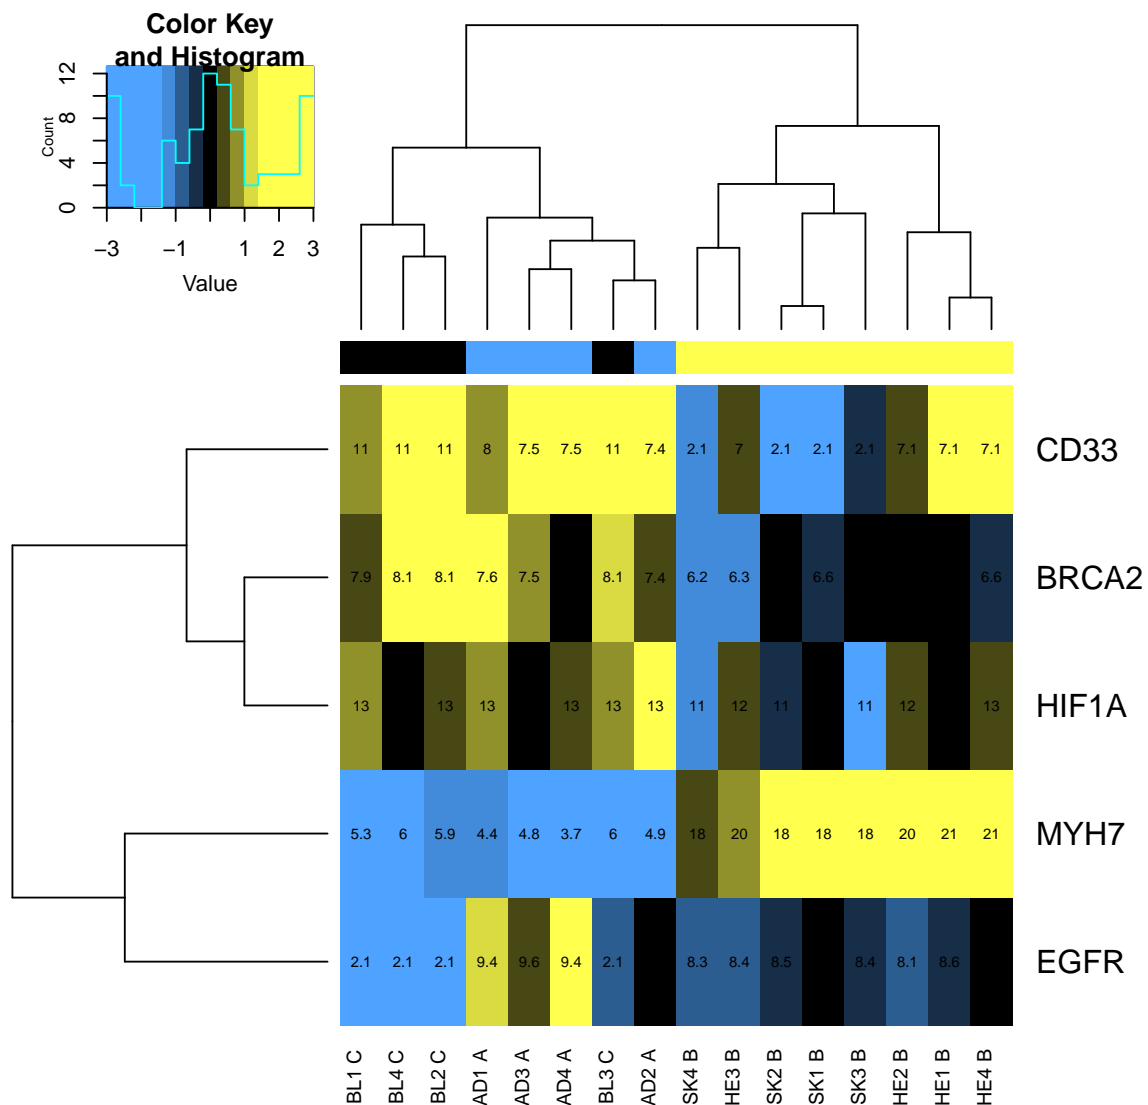 Color Key
and Histogram
Count
0 4 8 12
−3 −1 1 3
Value
11 11 11 8 7.5 7.5 11 7.4 2.1 7 2.1 2.1 2.1 7.1 7.1 7.1 CD33
7.9 8.1 8.1 7.6 7.5 8.1 7.4 6.2 6.3 6.6 6.6 BRCA2
13 13 13 13 13 13 11 12 11 11 12 13 HIF1A
5.3 6 5.9 4.4 4.8 3.7 6 4.9 18 20 18 18 18 20 21 21 MYH7
2.1 2.1 2.1 9.4 9.6 9.4 2.1 8.3 8.4 8.5 8.4 8.1 8.6 EGFR
BL1 C BL4 C BL2 C AD1 A AD3 A AD4 A BL3 C AD2 A SK4 B HE3 B SK2 B SK1 B SK3 B HE2 B HE1 B HE4 B